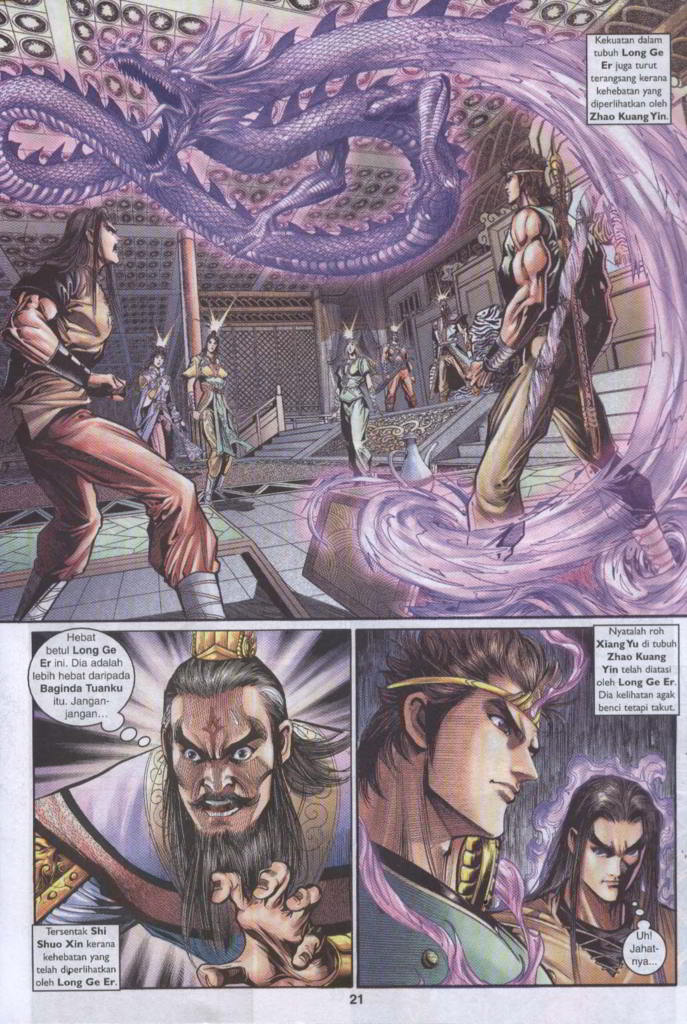 Kekuatan dalam
tubuh Long Ge
Er juga turut
terangsang kerana
kehebatan yang
diperlihatkan oleh
Zhao Kuang Yin.
Hebat
betul Long Ge
Er ini. Dia adalah
lebih hebat daripada
Baginda Tuanku
itu. Jangan-
jangan...
Tersentak Shi
Shuo Xin kerana
kehebatan yang
telah diperlihatkan
oleh Long Ge Er.
Nyatalah roh
Xiang Yu di tubuh
Zhao Kuang
Yin telah diatasi
oleh Long Ge Er.
Dia kelihatan agak
benci tetapi takut.
Uh!
Jahat-
nya...
21